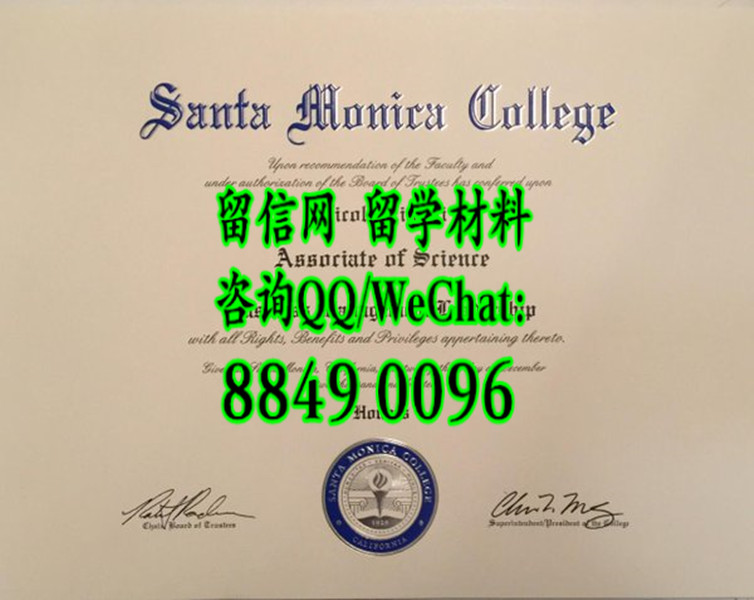 Santa Monica College
Upon recommendation of the Faculty and
under authorization of the Board of Trustees has conferred upon
留信网 留学材料
Associate of Science
咨询QQ/WeChat:
with all Rights, Benefits and Privileges appertaining thereto.
8849 0096
SANTA MONICA COLLEGE
1929
CALIFORNIA
Chair, Board of Trustees
Superintendent/President of the College